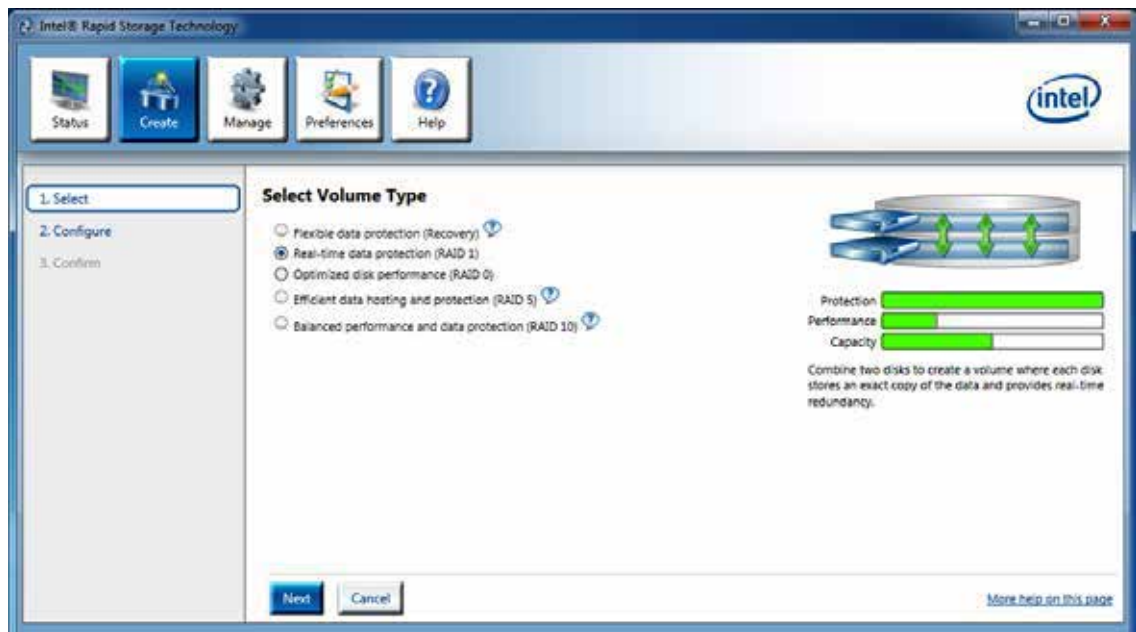 Intel® Rapid Storage Technology
Status
Create
Manage
Preferences
Help
intel
1. Select
2. Configure
3. Confirm
Select Volume Type
Flexible data protection (Recovery) ?
Real-time data protection (RAID 1)
Optimized disk performance (RAID 0)
Efficient data hosting and protection (RAID 5) ?
Balanced performance and data protection (RAID 10) ?
Protection
Performance
Capacity
Combine two disks to create a volume where each disk
stores an exact copy of the data and provides real-time
redundancy.
Next
Cancel
More help on this page